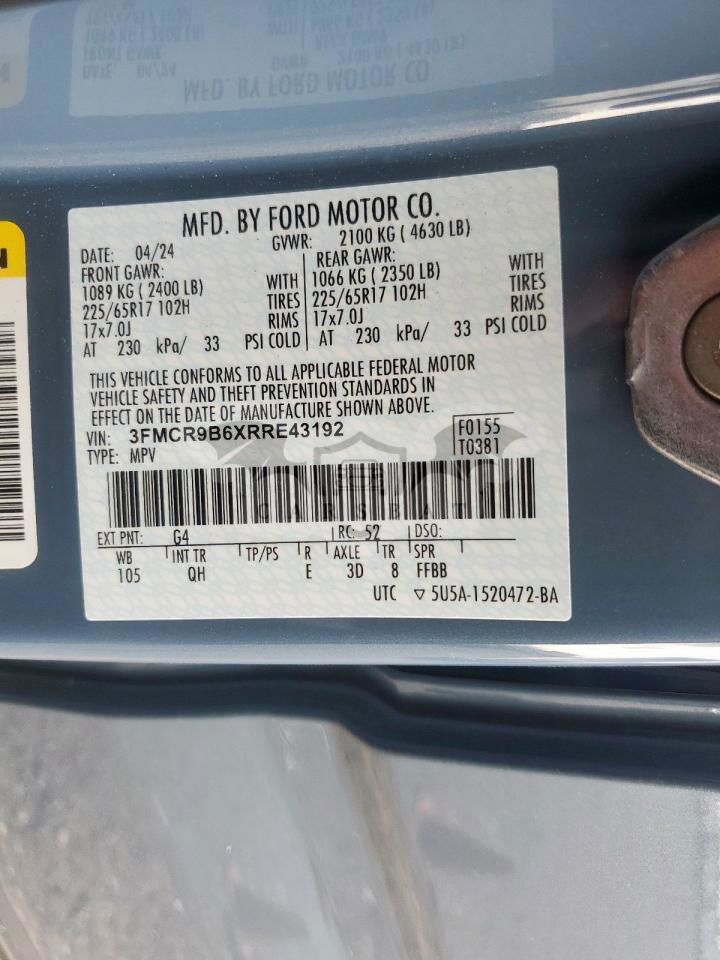 MFD. BY FORD MOTOR CO.
DATE: 04/24 GVWR: 2100 KG ( 4630 LB)
FRONT GAWR: REAR GAWR:
1089 KG ( 2400 LB) WITH 1066 KG ( 2350 LB) WITH
225/65R17 102H TIRES 225/65R17 102H TIRES
17x7.0J RIMS 17x7.0J RIMS
AT 230 kPa/ 33 PSI COLD AT 230 kPa/ 33 PSI COLD
THIS VEHICLE CONFORMS TO ALL APPLICABLE FEDERAL MOTOR
VEHICLE SAFETY AND THEFT PREVENTION STANDARDS IN
EFFECT ON THE DATE OF MANUFACTURE SHOWN ABOVE.
VIN: 3FMCR9B6XRRE43192 F0155
TYPE: MPV T0381
CARSBAT
EXT PNT: G4 RC: 52 DSO:
WB INT TR TP/PS R AXLE TR SPR
105 QH E 3D 8 FFBB
UTC ▽ 5U5A-1520472-BA